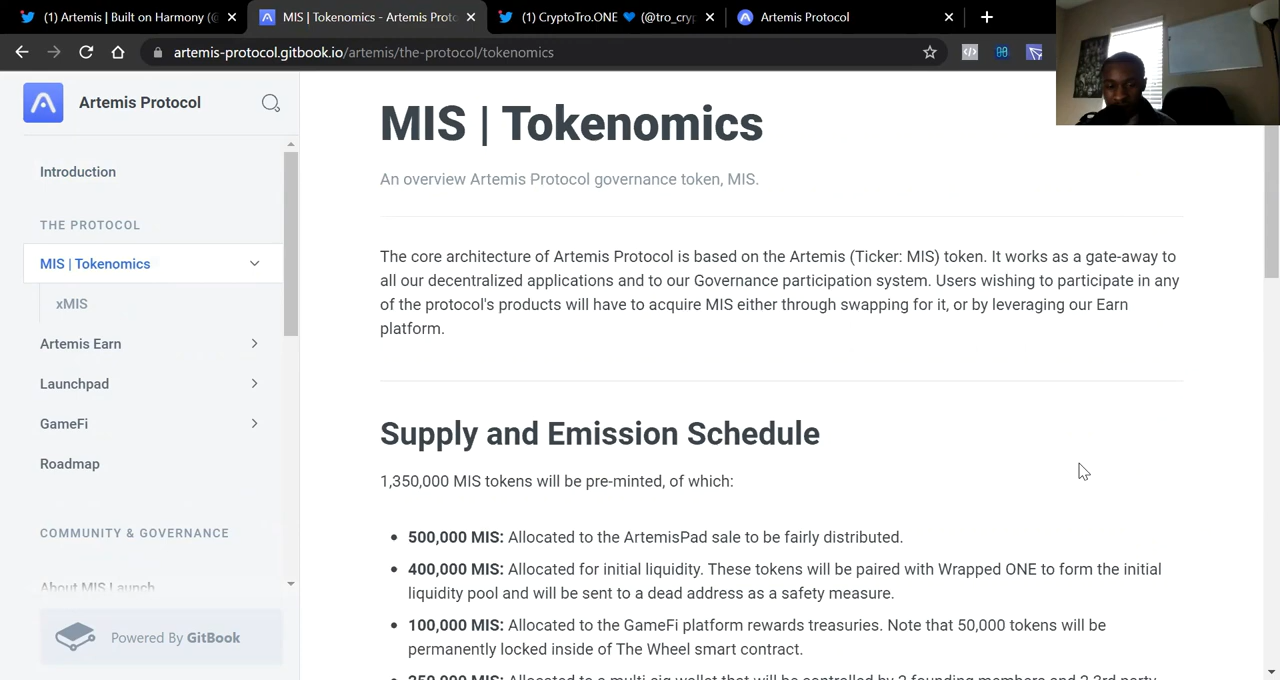 (1) Artemis | Built on Harmony (@
MIS | Tokenomics - Artemis Proto
(1) CryptoTro.ONE 💙 (@tro_cryp
Artemis Protocol
artemis-protocol.gitbook.io/artemis/the-protocol/tokenomics
Artemis Protocol
Introduction
THE PROTOCOL
MIS | Tokenomics
xMIS
Artemis Earn
Launchpad
GameFi
Roadmap
COMMUNITY & GOVERNANCE
About MIS Launch
Powered By GitBook
MIS | Tokenomics
An overview Artemis Protocol governance token, MIS.
The core architecture of Artemis Protocol is based on the Artemis (Ticker: MIS) token. It works as a gate-away to
all our decentralized applications and to our Governance participation system. Users wishing to participate in any
of the protocol's products will have to acquire MIS either through swapping for it, or by leveraging our Earn
platform.
Supply and Emission Schedule
1,350,000 MIS tokens will be pre-minted, of which:
• 500,000 MIS: Allocated to the ArtemisPad sale to be fairly distributed.
• 400,000 MIS: Allocated for initial liquidity. These tokens will be paired with Wrapped ONE to form the initial
liquidity pool and will be sent to a dead address as a safety measure.
• 100,000 MIS: Allocated to the GameFi platform rewards treasuries. Note that 50,000 tokens will be
permanently locked inside of The Wheel smart contract.
• 350,000 MIS: Allocated to a multi sig wallet that will be controlled by 2 founding members and 2 3rd party